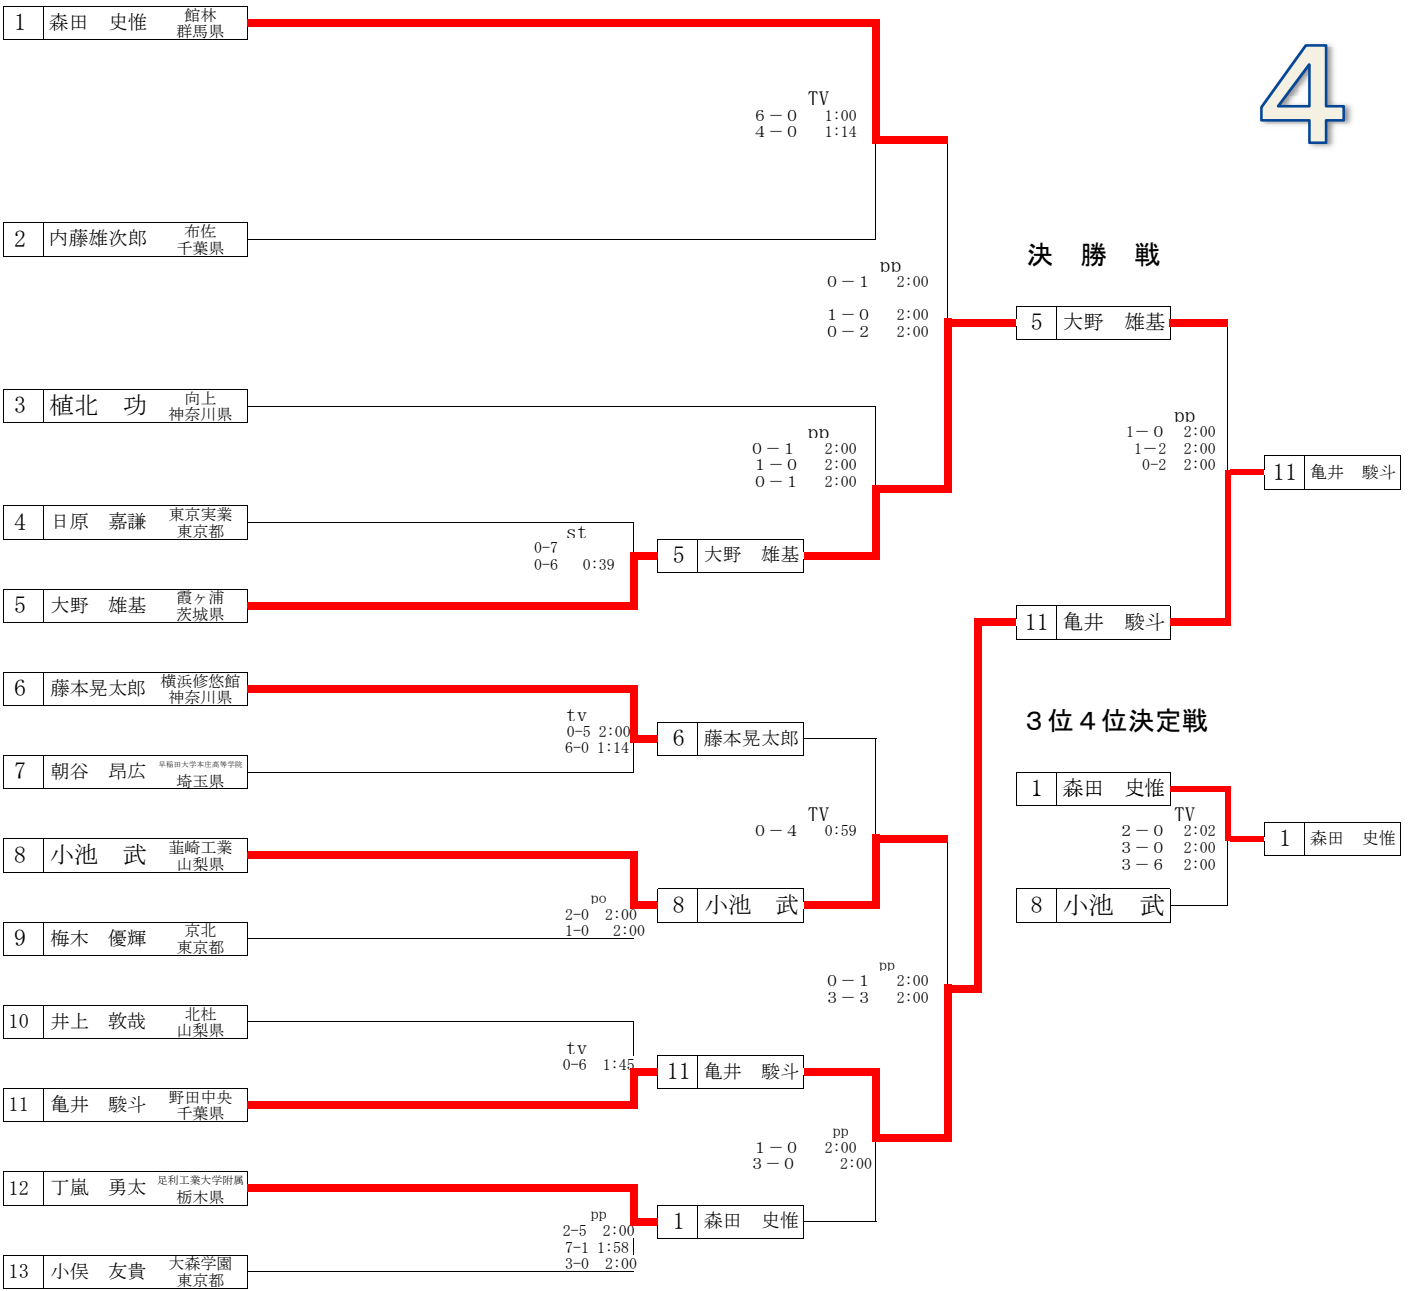 4
1 森田 史惟 館林
群馬県
TV
6－0 1:00
4－0 1:14
2 内藤雄次郎 布佐
千葉県
pp
0－1 2:00
1－0 2:00
0－2 2:00
決 勝 戦
5 大野 雄基
3 植北 功 向上
神奈川県
pp
0－1 2:00
1－0 2:00
0－1 2:00
pp
1－0 2:00
1－2 2:00
0-2 2:00
11 亀井 駿斗
4 日原 嘉謙 東京実業
東京都
st
0-7
0-6 0:39
5 大野 雄基
5 大野 雄基 霞ヶ浦
茨城県
11 亀井 駿斗
6 藤本晃太郎 横浜修悠館
神奈川県
tv
0-5 2:00
6-0 1:14
6 藤本晃太郎
7 朝谷 昂広 早稲田大学本庄高等学院
埼玉県
3位4位決定戦
1 森田 史惟
TV
2－0 2:02
3－0 2:00
3－6 2:00
1 森田 史惟
8 小池 武
TV
0－4 0:59
8 小池 武 韮崎工業
山梨県
po
2-0 2:00
1-0 2:00
8 小池 武
9 梅木 優輝 京北
東京都
pp
0－1 2:00
3－3 2:00
10 井上 敦哉 北杜
山梨県
tv
0-6 1:45
11 亀井 駿斗
11 亀井 駿斗 野田中央
千葉県
pp
1－0 2:00
3－0 2:00
12 丁嵐 勇太 足利工業大学附属
栃木県
pp
2-5 2:00
7-1 1:58
3-0 2:00
1 森田 史惟
13 小俣 友貴 大森学園
東京都